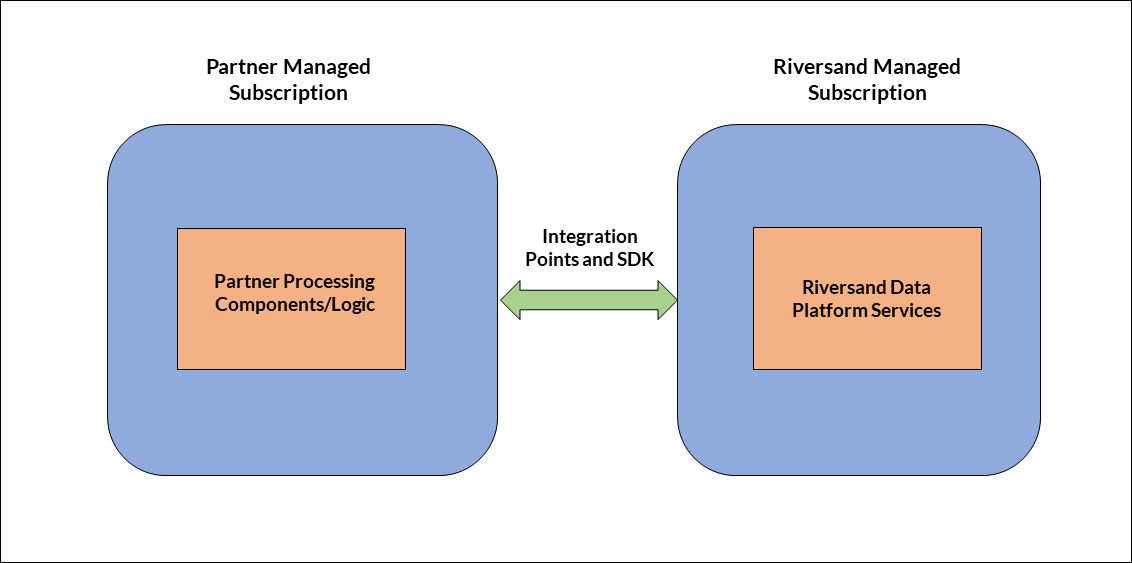 Partner Managed
Subscription
Riversand Managed
Subscription
Integration
Points and SDK
Partner Processing
Components/Logic
Riversand Data
Platform Services